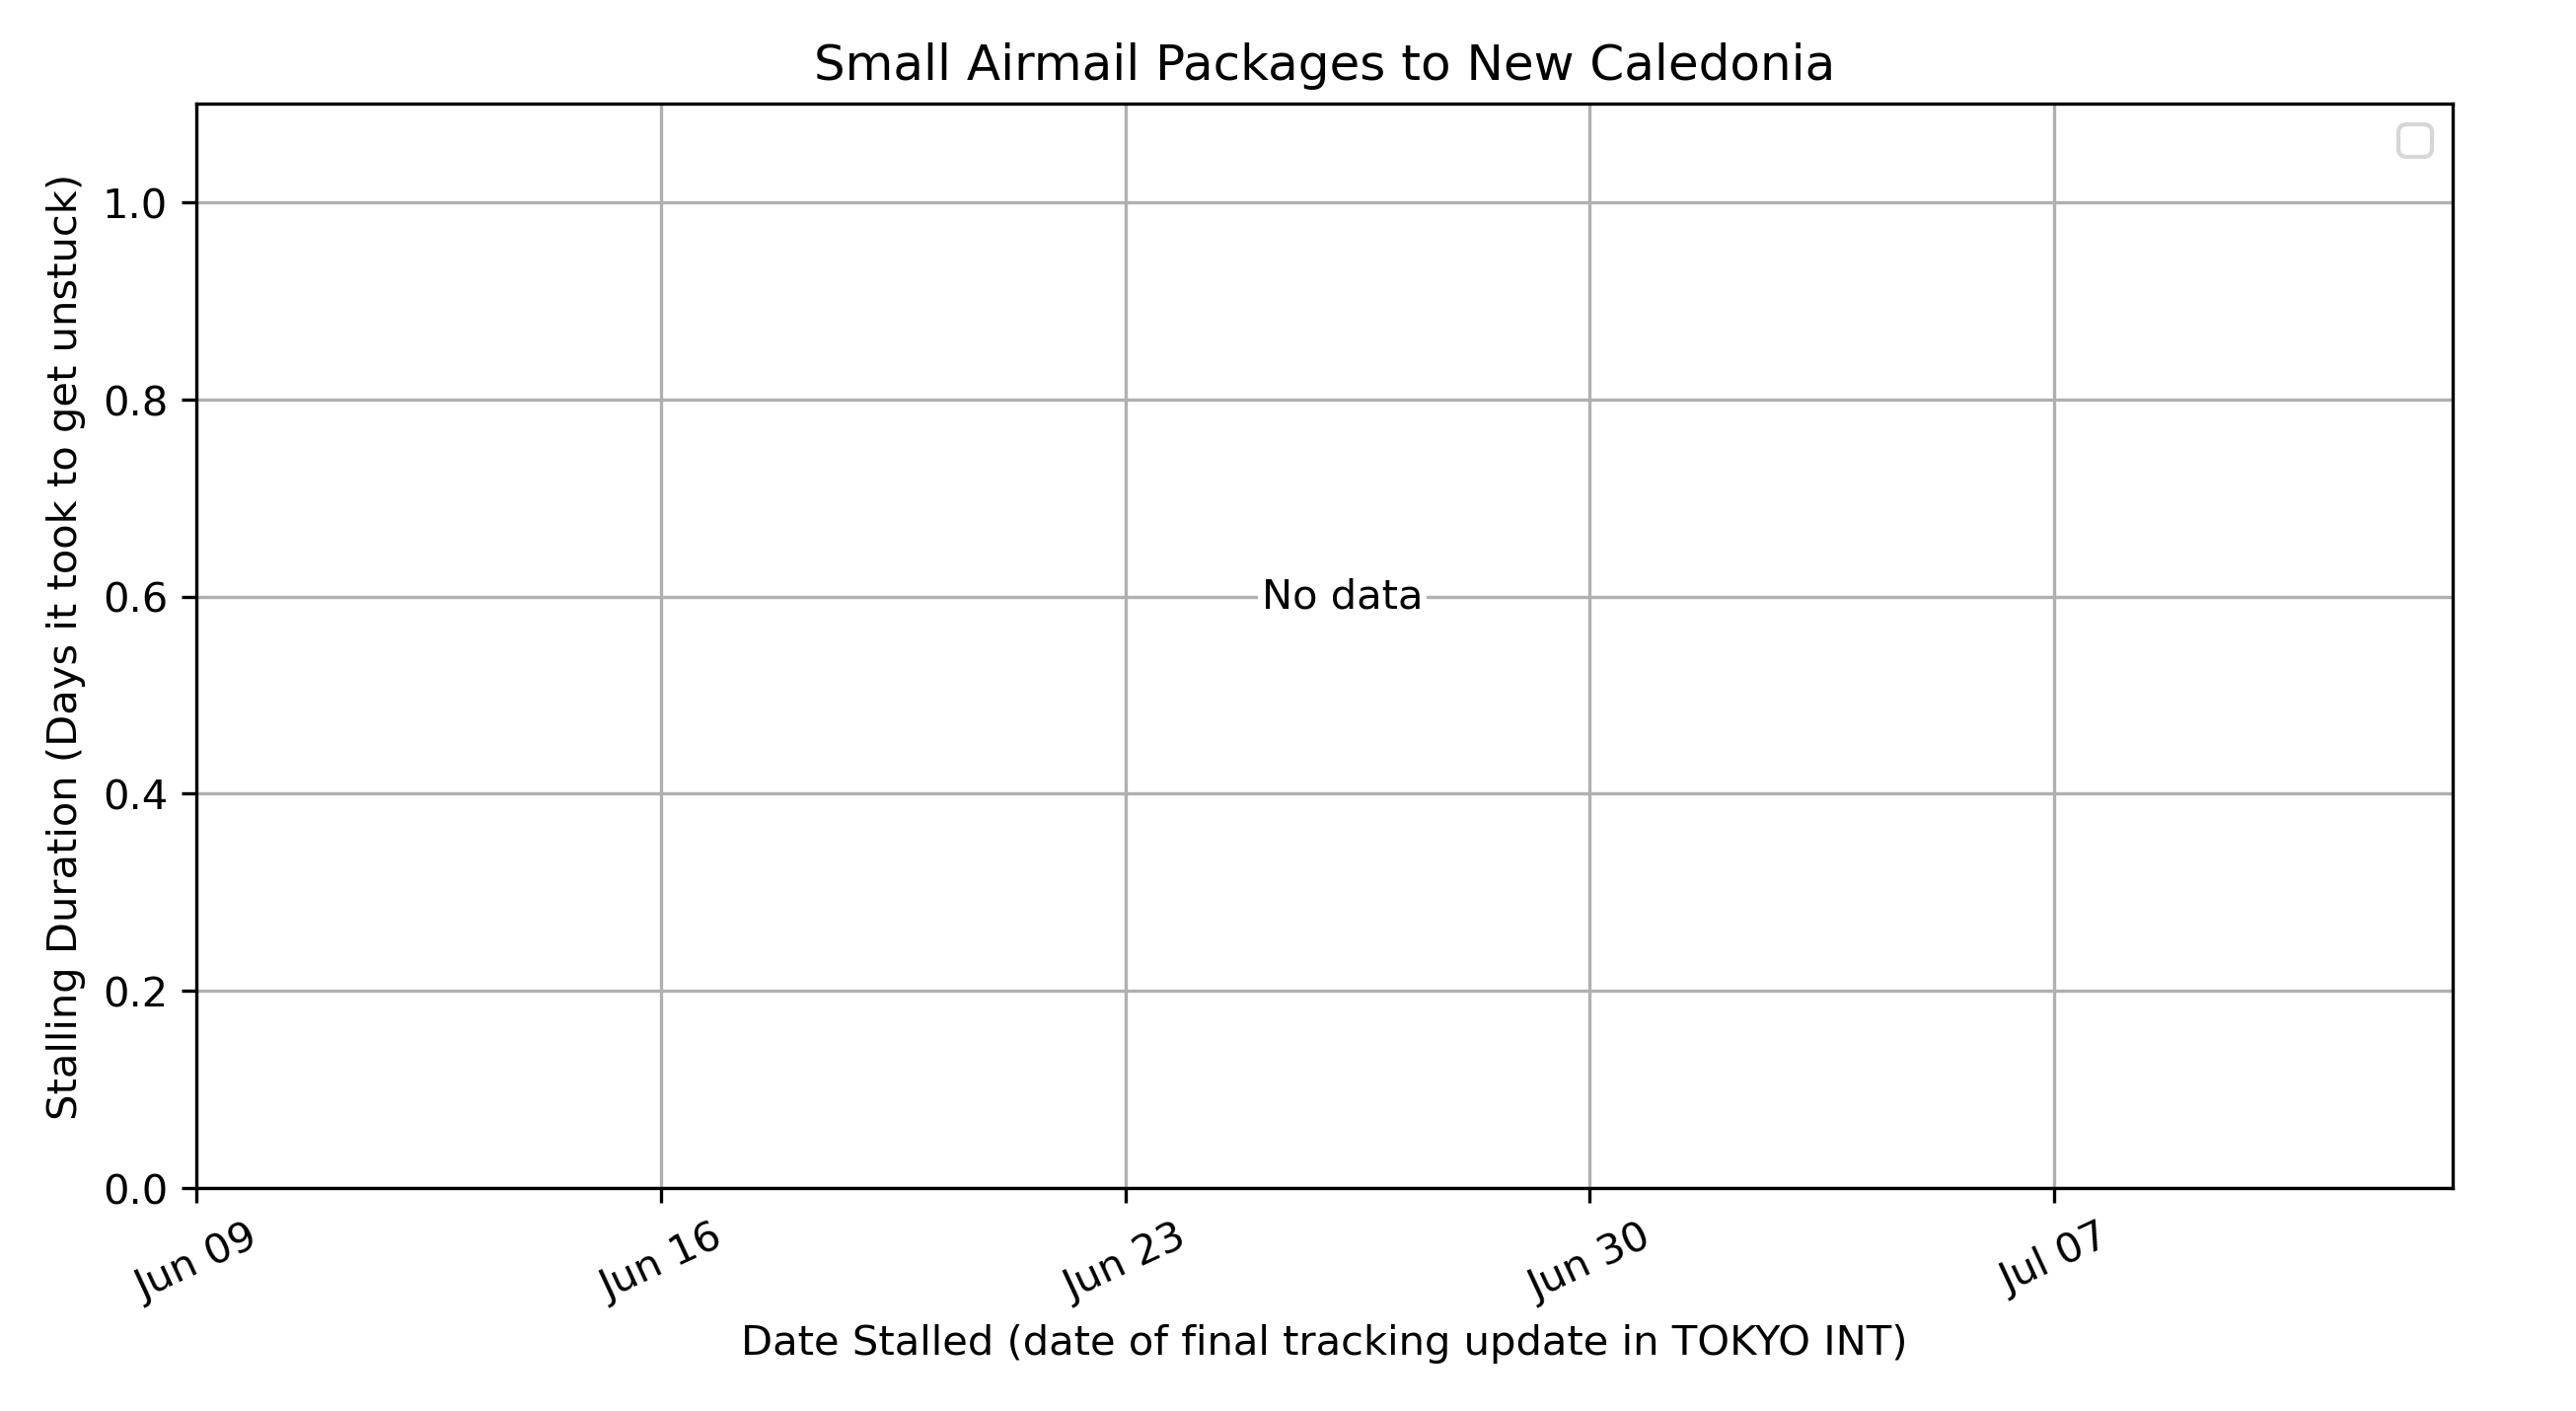 Small Airmail Packages to New Caledonia
Stalling Duration (Days it took to get unstuck)
1.0
0.8
0.6
0.4
0.2
0.0
No data
Jun 09
Jun 16
Jun 23
Jun 30
Jul 07
Date Stalled (date of final tracking update in TOKYO INT)